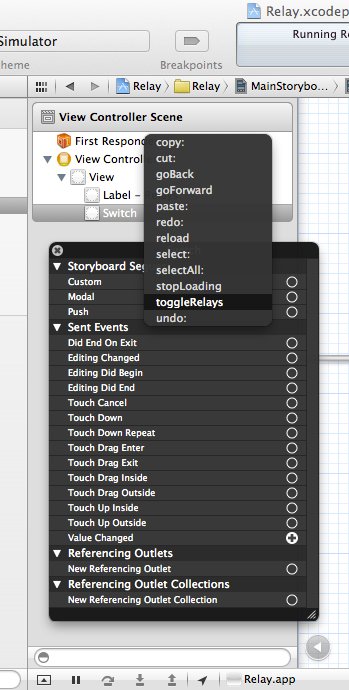 Relay.xcodep
Simulator
Running Re
heme
Breakpoints
Relay
Relay
MainStorybo...
View Controller Scene
First Respon
View Contro
View
Label – R
Switch
copy:
cut:
goBack
goForward
paste:
redo:
reload
select:
selectAll:
stopLoading
toggleRelays
undo:
Storyboard Seg
Custom
Modal
Push
Sent Events
Did End On Exit
Editing Changed
Editing Did Begin
Editing Did End
Touch Cancel
Touch Down
Touch Down Repeat
Touch Drag Enter
Touch Drag Exit
Touch Drag Inside
Touch Drag Outside
Touch Up Inside
Touch Up Outside
Value Changed
Referencing Outlets
New Referencing Outlet
Referencing Outlet Collections
New Referencing Outlet Collection
Relay.app